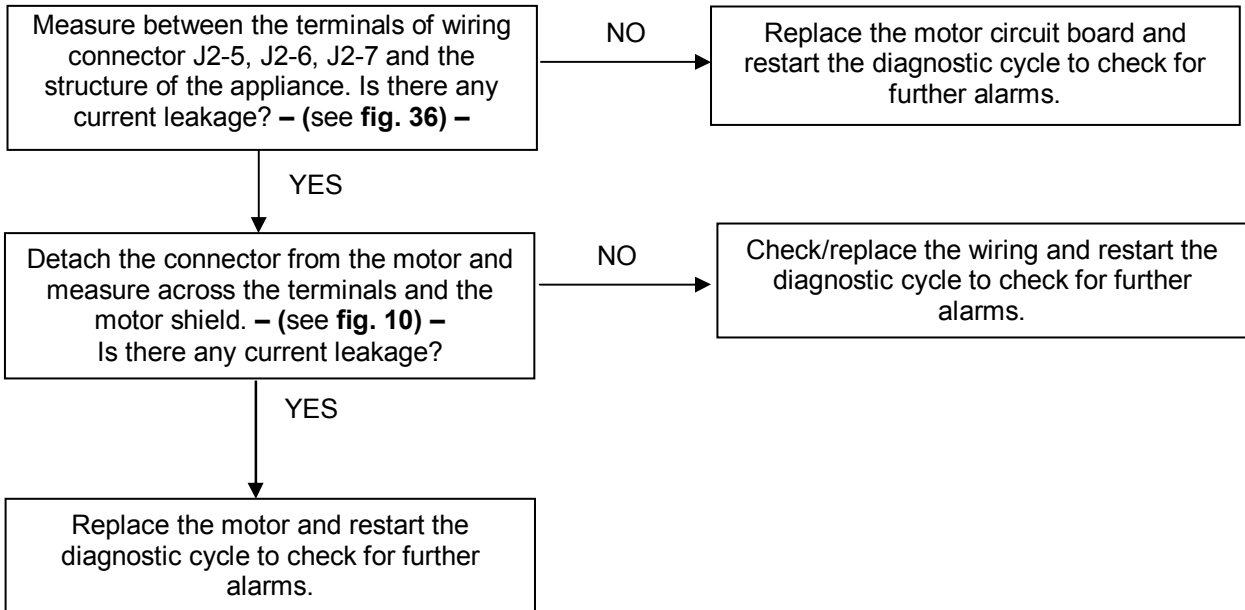 Measure between the terminals of wiring
connector J2-5, J2-6, J2-7 and the
structure of the appliance. Is there any
current leakage? – (see fig. 36) –
NO
Replace the motor circuit board and
restart the diagnostic cycle to check for
further alarms.
YES
Detach the connector from the motor and
measure across the terminals and the
motor shield. – (see fig. 10) –
Is there any current leakage?
NO
Check/replace the wiring and restart the
diagnostic cycle to check for further
alarms.
YES
Replace the motor and restart the
diagnostic cycle to check for further
alarms.